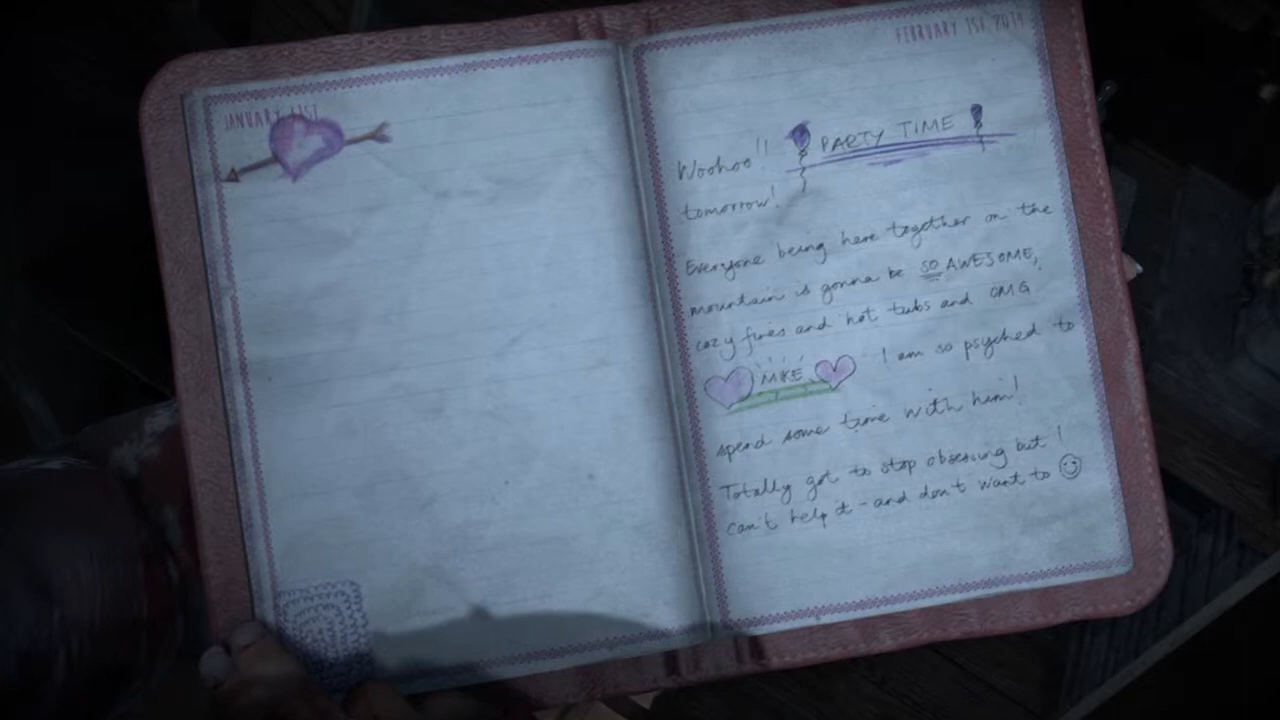 JANUARY 31ST
FEBRUARY 1ST 2014
Woohoo!! PARTY TIME
tomorrow!
Everyone being here together on the
mountain is gonna be so AWESOME,
cozy fires and hot tubs and OMG
MIKE I am so psyched to
spend some time with him!
Totally got to stop obsessing but I
can't help it - and don't want to